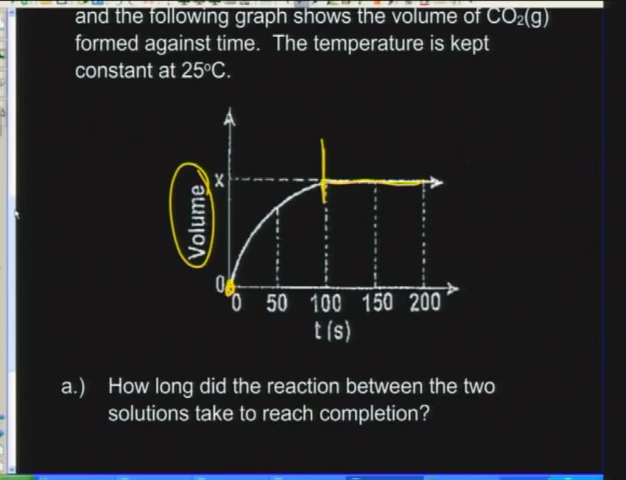 and the following graph shows the volume of CO₂(g)
formed against time. The temperature is kept
constant at 25ºC.
Volume
X
0
0 50 100 150 200
t (s)
a.) How long did the reaction between the two
solutions take to reach completion?